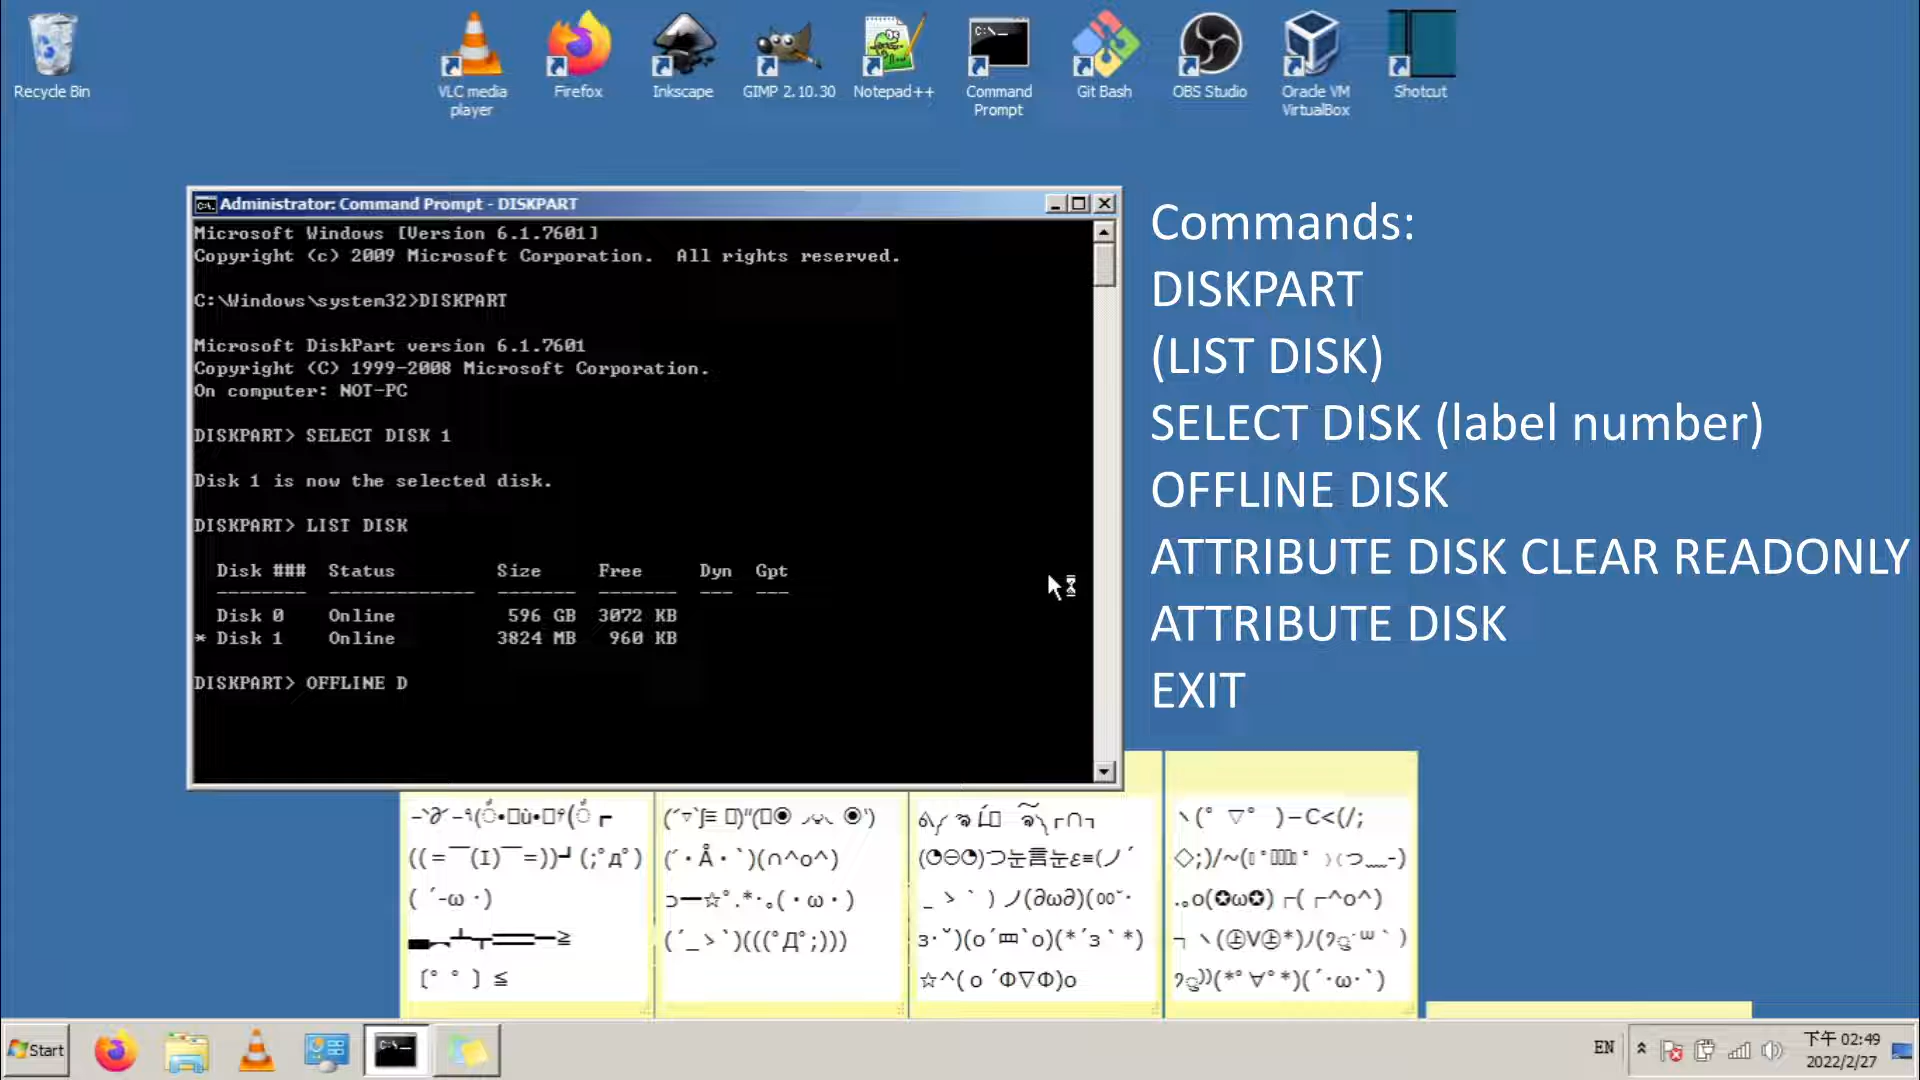 Recycle Bin
VLC media
player
Firefox
Inkscape
GIMP 2.10.30
Notepad++
Command
Prompt
Git Bash
OBS Studio
Oracle VM
VirtualBox
Shotcut
Administrator: Command Prompt - DISKPART
Microsoft Windows [Version 6.1.7601]
Copyright (c) 2009 Microsoft Corporation.  All rights reserved.
C:\Windows\system32>DISKPART
Microsoft DiskPart version 6.1.7601
Copyright (C) 1999-2008 Microsoft Corporation.
On computer: NOT-PC
DISKPART> SELECT DISK 1
Disk 1 is now the selected disk.
DISKPART> LIST DISK
Disk ###  Status  Size  Free  Dyn  Gpt
Disk 0  Online  596 GB  3072 KB
* Disk 1  Online  3824 MB  960 KB
DISKPART> OFFLINE D
Commands:
DISKPART
(LIST DISK)
SELECT DISK (label number)
OFFLINE DISK
ATTRIBUTE DISK CLEAR READONLY
ATTRIBUTE DISK
EXIT
( ´-ω ･)
(´･Å･`)(∩^o^)
⊃━☆ﾟ.*･｡(･ω･)
(´_ゝ`)(((ﾟДﾟ;)))
☆^(o´Φ∇Φ)o
Start
EN
下午 02:49
2022/2/27